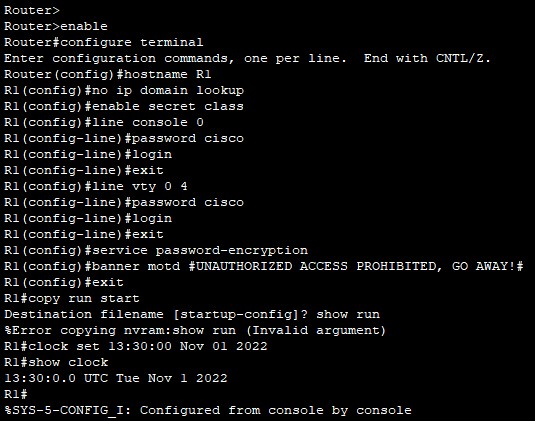 Router>
Router>enable
Router#configure terminal
Enter configuration commands, one per line.  End with CNTL/Z.
Router(config)#hostname R1
R1(config)#no ip domain lookup
R1(config)#enable secret class
R1(config)#line console 0
R1(config-line)#password cisco
R1(config-line)#login
R1(config-line)#exit
R1(config)#line vty 0 4
R1(config-line)#password cisco
R1(config-line)#login
R1(config-line)#exit
R1(config)#service password-encryption
R1(config)#banner motd #UNAUTHORIZED ACCESS PROHIBITED, GO AWAY!#
R1(config)#exit
R1#copy run start
Destination filename [startup-config]? show run
%Error copying nvram:show run (Invalid argument)
R1#clock set 13:30:00 Nov 01 2022
R1#show clock
13:30:0.0 UTC Tue Nov 1 2022
R1#
%SYS-5-CONFIG_I: Configured from console by console